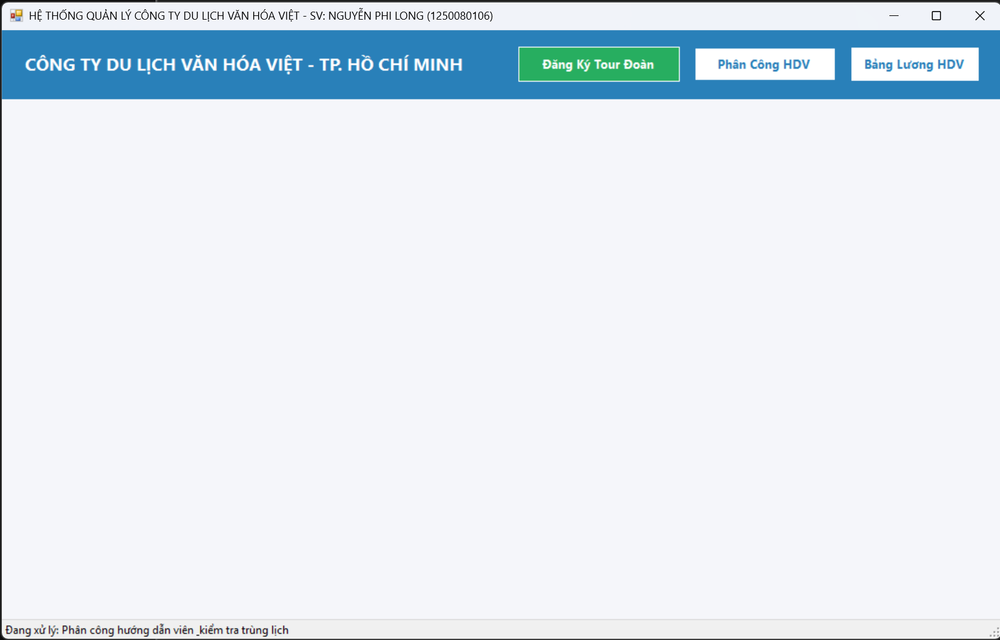 HỆ THỐNG QUẢN LÝ CÔNG TY DU LỊCH VĂN HÓA VIỆT - SV: NGUYỄN PHI LONG (1250080106)
CÔNG TY DU LỊCH VĂN HÓA VIỆT - TP. HỒ CHÍ MINH
Đăng Ký Tour Đoàn
Phân Công HDV
Bảng Lương HDV
Đang xử lý: Phân công hướng dẫn viên _kiểm tra trùng lịch